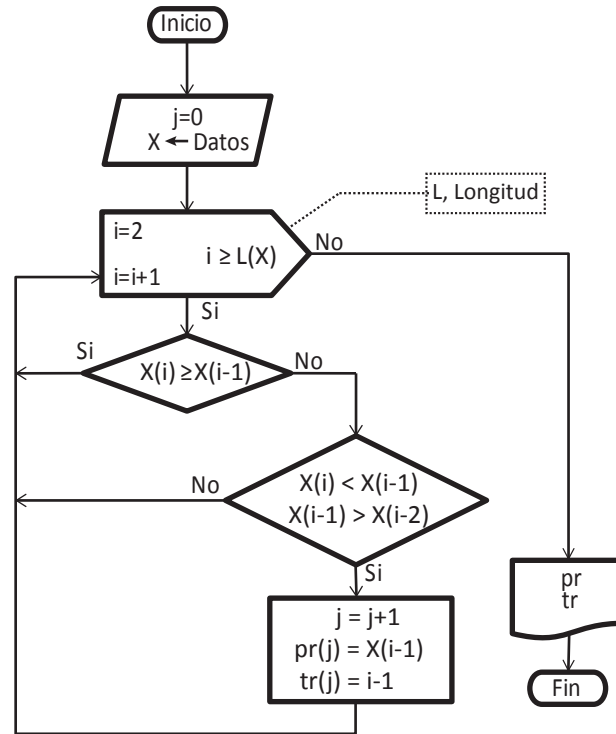 Inicio
j=0
X ← Datos
L, Longitud
i=2
i ≥ L(X)
i=i+1
No
Si
Si
X(i) ≥X(i-1)
No
No
X(i) < X(i-1)
X(i-1) > X(i-2)
Si
j = j+1
pr(j) = X(i-1)
tr(j) = i-1
pr
tr
Fin